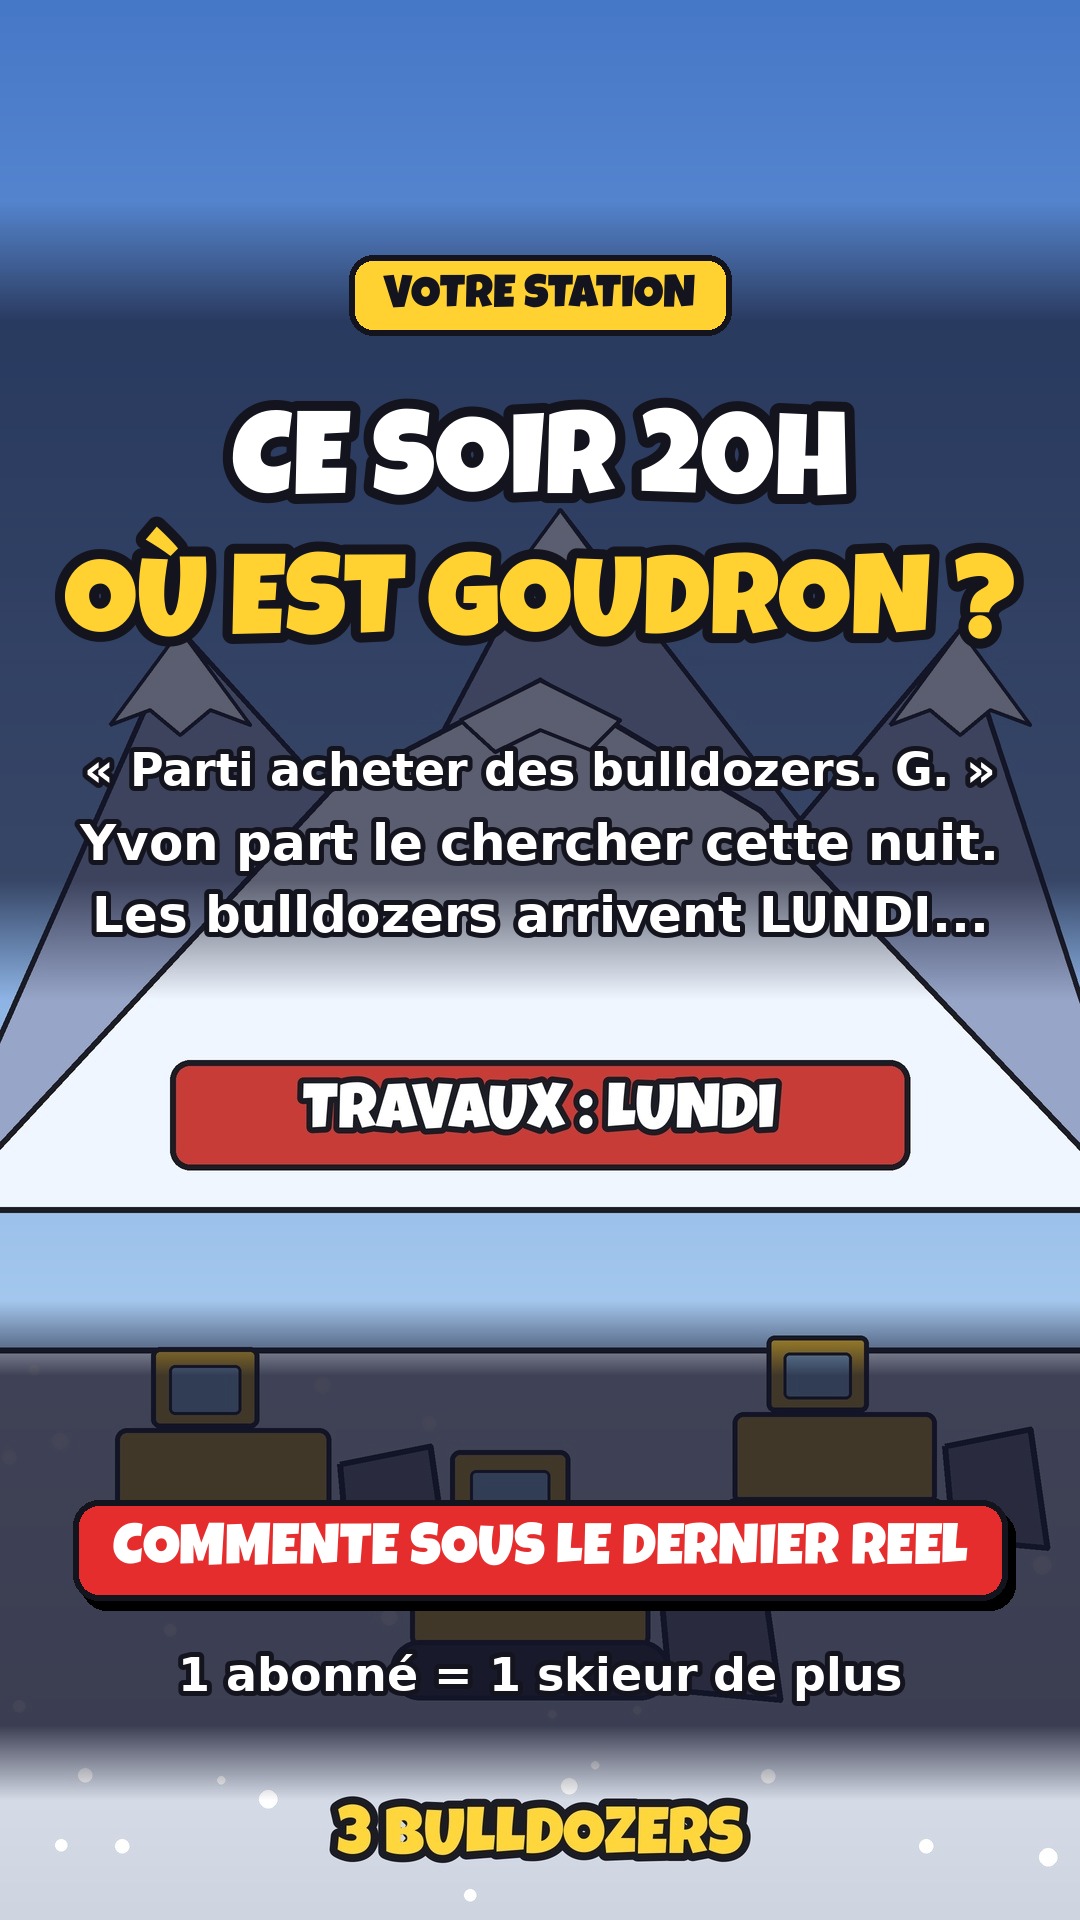 VOTRE STATION
CE SOIR 20H
OÙ EST GOUDRON ?
« Parti acheter des bulldozers. G. »
Yvon part le chercher cette nuit.
Les bulldozers arrivent LUNDI...
TRAVAUX : LUNDI
COMMENTE SOUS LE DERNIER REEL
1 abonné = 1 skieur de plus
3 BULLDOZERS